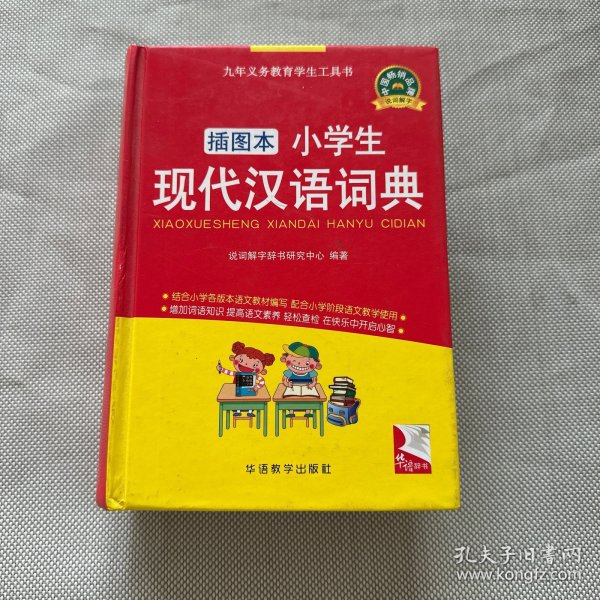 九年义务教育学生工具书
中国畅销品牌
说词解字
插图本 小学生
现代汉语词典
XIAOXUESHENG XIANDAI HANYU CIDIAN
说词解字辞书研究中心 编著
结合小学各版本语文教材编写 配合小学阶段语文教学使用
增加词语知识 提高语文素养 轻松查检 在快乐中开启心智
华语教学出版社
华语辞书
孔夫子旧书网
www.kongfz.com